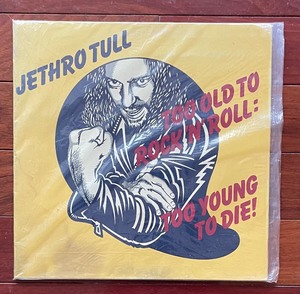 JETHRO TULL
TOO OLD TO
ROCK 'N' ROLL:
TOO YOUNG
TO DIE!